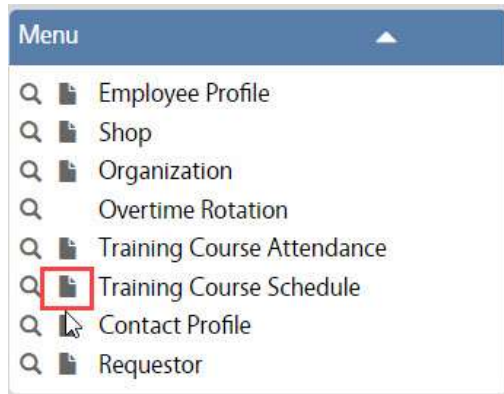 Menu
Employee Profile
Shop
Organization
Overtime Rotation
Training Course Attendance
Training Course Schedule
Contact Profile
Requestor